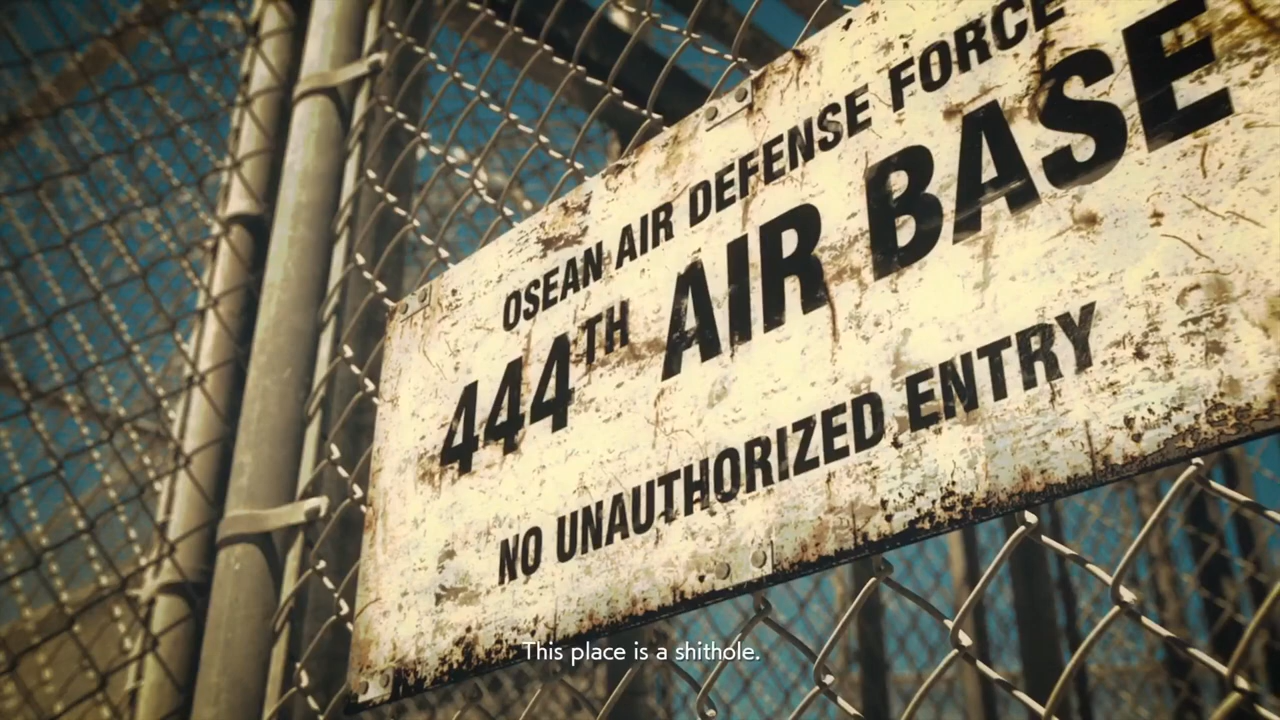 OSEAN AIR DEFENSE FORCE
444TH AIR BASE
NO UNAUTHORIZED ENTRY
This place is a shithole.